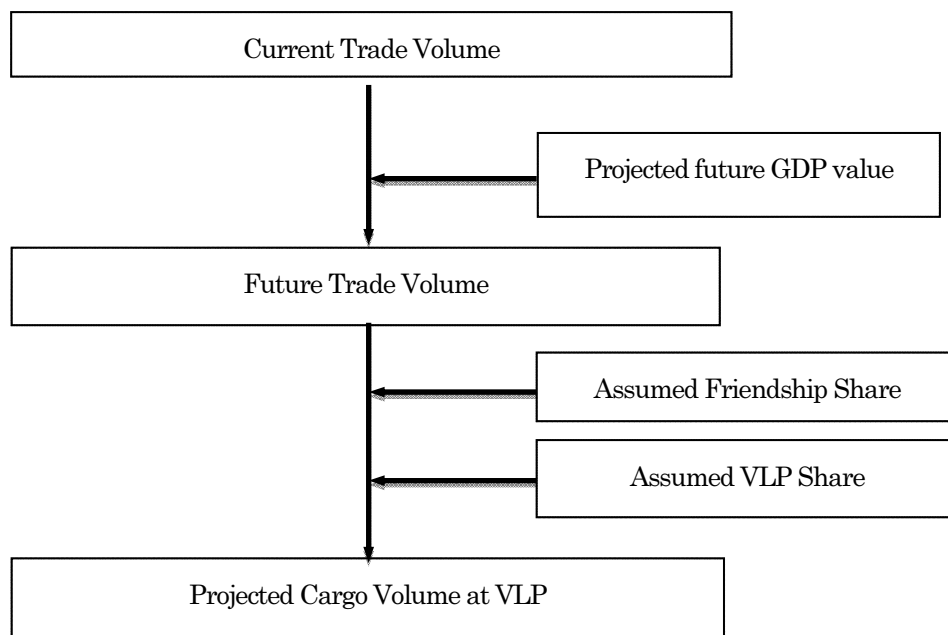 Current Trade Volume
Projected future GDP value
Future Trade Volume
Assumed Friendship Share
Assumed VLP Share
Projected Cargo Volume at VLP